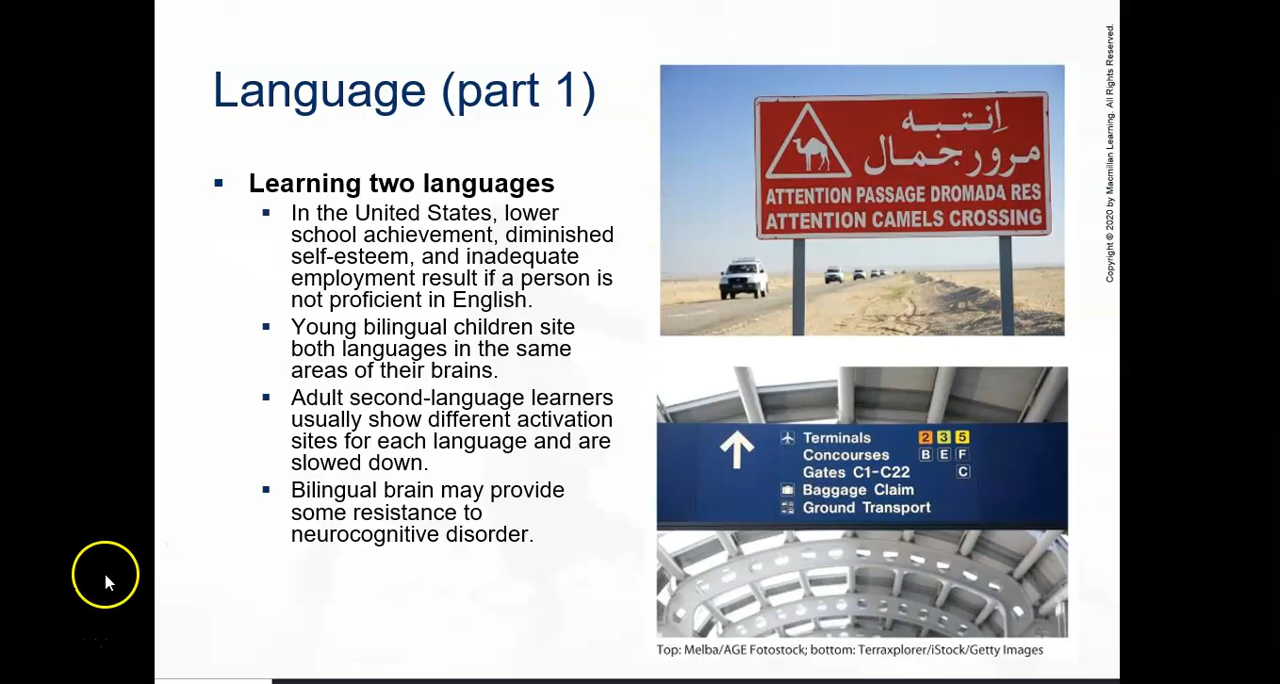 Language (part 1)
Learning two languages
In the United States, lower
school achievement, diminished
self-esteem, and inadequate
employment result if a person is
not proficient in English.
Young bilingual children site
both languages in the same
areas of their brains.
Adult second-language learners
usually show different activation
sites for each language and are
slowed down.
Bilingual brain may provide
some resistance to
neurocognitive disorder.
إنتبه
مرور جمال
ATTENTION PASSAGE DROMADA RES
ATTENTION CAMELS CROSSING
Terminals 2 3 5
Concourses B E F
Gates C1-C22 C
Baggage Claim
Ground Transport
Top: Melba/AGE Fotostock; bottom: Terraxplorer/iStock/Getty Images
Copyright © 2020 by Macmillan Learning. All Rights Reserved.